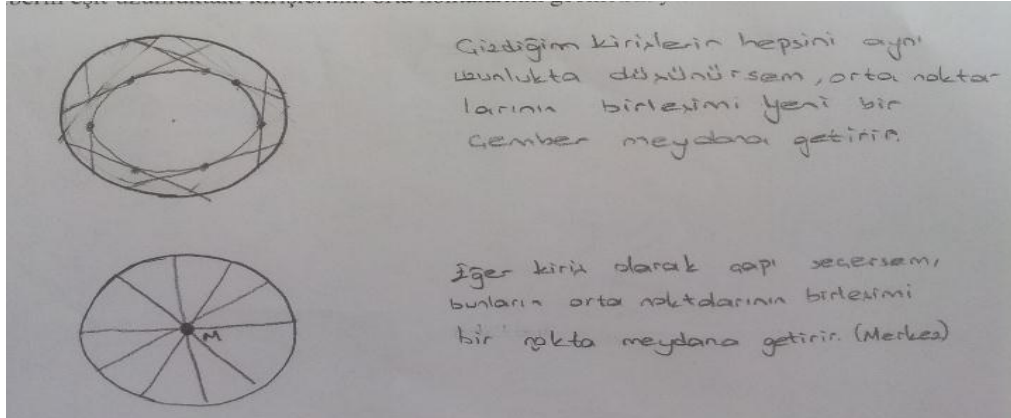 Çizdiğim kirişlerin hepsini aynı
uzunlukta düşünürsem, orta nokta-
larının birleşimi yeni bir
çember meydana getirir.
Eğer kiriş olarak çapı seçersem,
bunların orta noktalarının birleşimi
M
bir nokta meydana getirir. (Merkez)